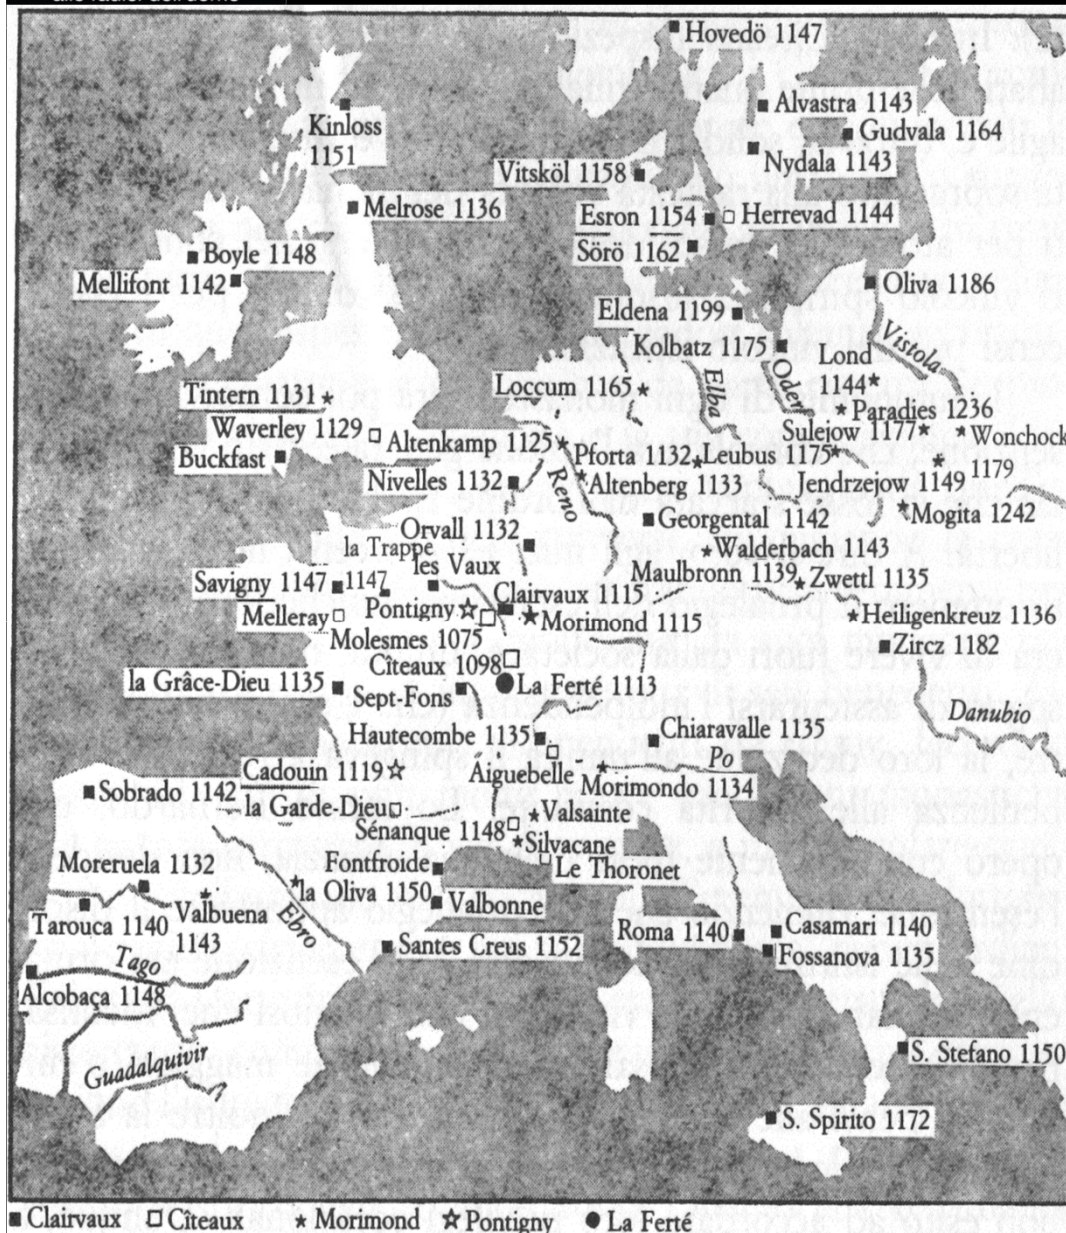 alle radici dell'uomo
Hovedö 1147
Kinloss
1151
Alvastra 1143
Gudvala 1164
Nydala 1143
Vitsköl 1158
Melrose 1136
Esron 1154
Herrevad 1144
Sörö 1162
Boyle 1148
Mellifont 1142
Oliva 1186
Eldena 1199
Kolbatz 1175
Vistola
Lond
1144
Loccum 1165
Elba
Oder
Tintern 1131
Paradies 1236
Waverley 1129
Altenkamp 1125
Sulejow 1177
Wonchock
1179
Buckfast
Pforta 1132
Leubus 1175
Nivelles 1132
Reno
Altenberg 1133
Jendrzejow 1149
Mogita 1242
Orvall 1132
Georgental 1142
la Trappe
les Vaux
Walderbach 1143
Savigny 1147
1147
Clairvaux 1115
Maulbronn 1139
Zwettl 1135
Melleray
Pontigny
Morimond 1115
Heiligenkreuz 1136
Molesmes 1075
Zircz 1182
Cîteaux 1098
la Grâce-Dieu 1135
Sept-Fons
La Ferté 1113
Danubio
Hautecombe 1135
Chiaravalle 1135
Po
Cadouin 1119
Aiguebelle
Morimondo 1134
Sobrado 1142
la Garde-Dieu
Valsainte
Sénanque 1148
Silvacane
Moreruela 1132
Fontfroide
Le Thoronet
la Oliva 1150
Valbonne
Tarouca 1140
Valbuena
1143
Ebro
Roma 1140
Casamari 1140
Santes Creus 1152
Fossanova 1135
Tago
Alcobaça 1148
S. Stefano 1150
Guadalquivir
S. Spirito 1172
Clairvaux Cîteaux Morimond Pontigny La Ferté